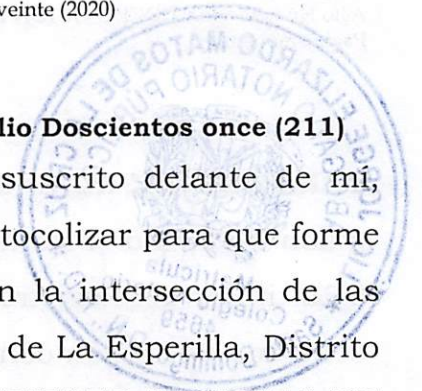 veinte (2020)
lio Doscientos once (211)
suscrito delante de mí,
tocolizar para que forme
n la intersección de las
de La Esperilla, Distrito